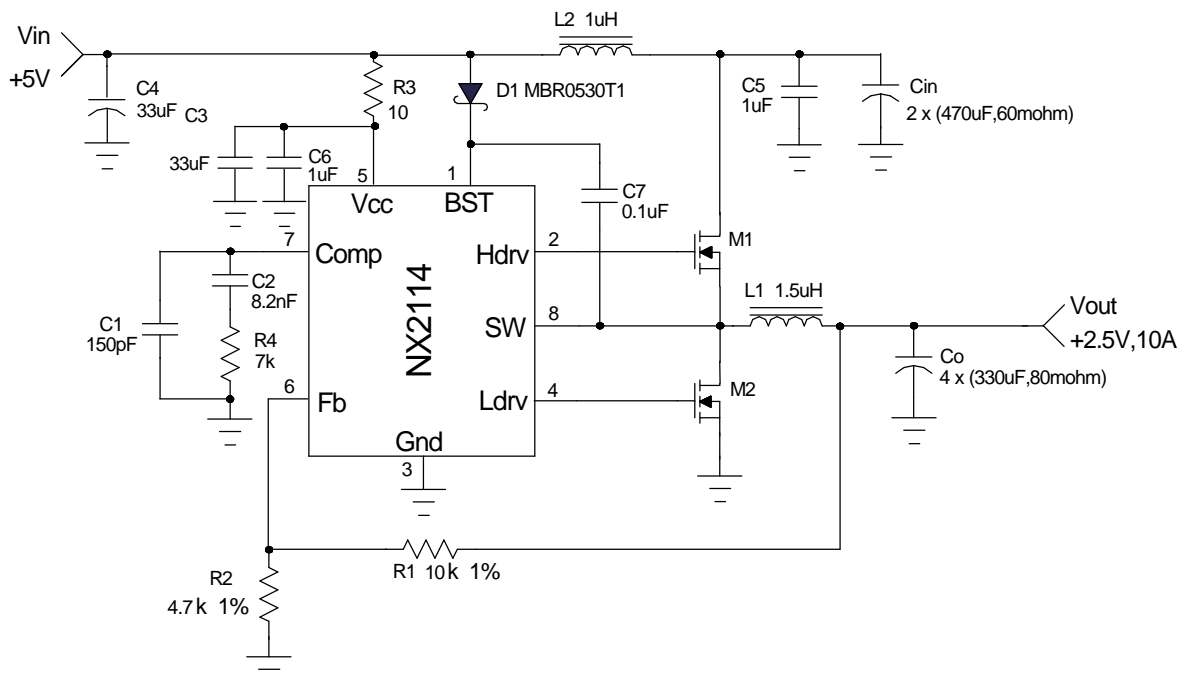 L2 1uH
Vin
+5V
C4
33uF
C3
R3
10
D1 MBR0530T1
C5
1uF
Cin
2 x (470uF,60mohm)
33uF
C6
1uF
5
1
Vcc
BST
C7
0.1uF
7
Comp
2
Hdrv
M1
C2
8.2nF
C1
150pF
R4
7k
NX2114
SW
8
L1 1.5uH
Vout
+2.5V,10A
Co
4 x (330uF,80mohm)
6
Fb
Ldrv
4
M2
Gnd
3
R1 10k 1%
R2
4.7k 1%